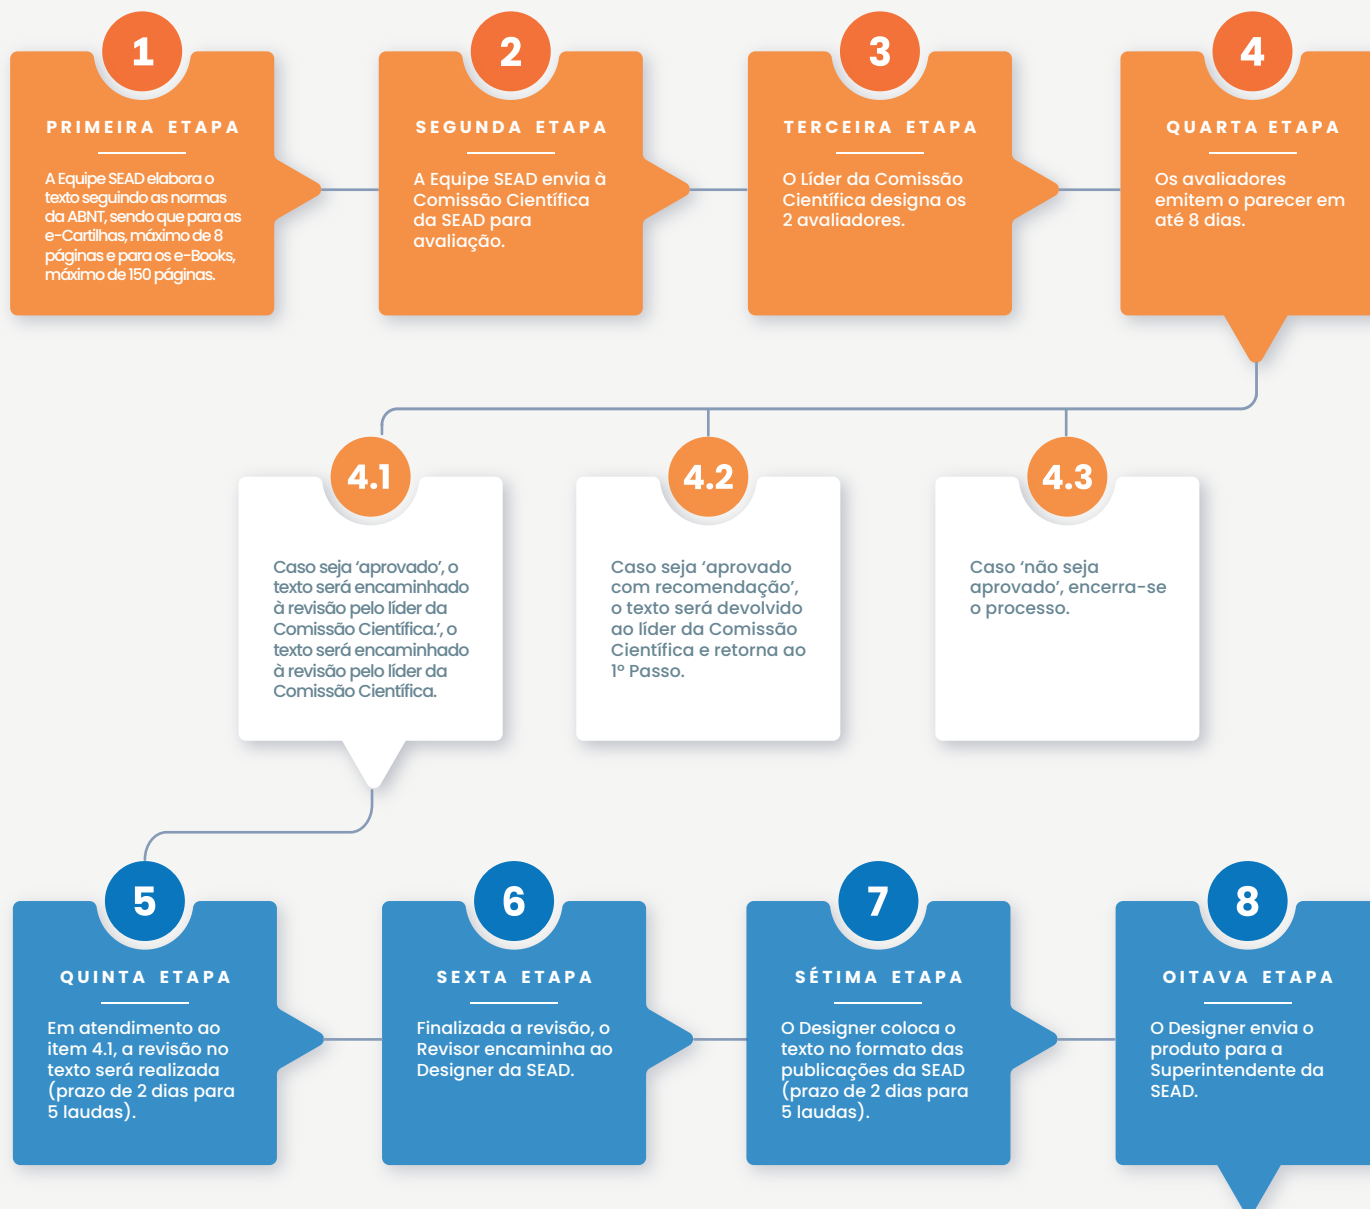 1
PRIMEIRA ETAPA
A Equipe SEAD elabora o
texto seguindo as normas
da ABNT, sendo que para as
e-Cartilhas, máximo de 8
páginas e para os e-Books,
máximo de 150 páginas.
2
SEGUNDA ETAPA
A Equipe SEAD envia à
Comissão Científica
da SEAD para
avaliação.
3
TERCEIRA ETAPA
O Líder da Comissão
Científica designa os
2 avaliadores.
4
QUARTA ETAPA
Os avaliadores
emitem o parecer em
até 8 dias.
4.1
Caso seja ‘aprovado’, o
texto será encaminhado
à revisão pelo líder da
Comissão Científica.’, o
texto será encaminhado
à revisão pelo líder da
Comissão Científica.
4.2
Caso seja ‘aprovado
com recomendação’,
o texto será devolvido
ao líder da Comissão
Científica e retorna ao
1º Passo.
4.3
Caso ‘não seja
aprovado’, encerra-se
o processo.
5
QUINTA ETAPA
Em atendimento ao
item 4.1, a revisão no
texto será realizada
(prazo de 2 dias para
5 laudas).
6
SEXTA ETAPA
Finalizada a revisão, o
Revisor encaminha ao
Designer da SEAD.
7
SÉTIMA ETAPA
O Designer coloca o
texto no formato das
publicações da SEAD
(prazo de 2 dias para
5 laudas).
8
OITAVA ETAPA
O Designer envia o
produto para a
Superintendente da
SEAD.